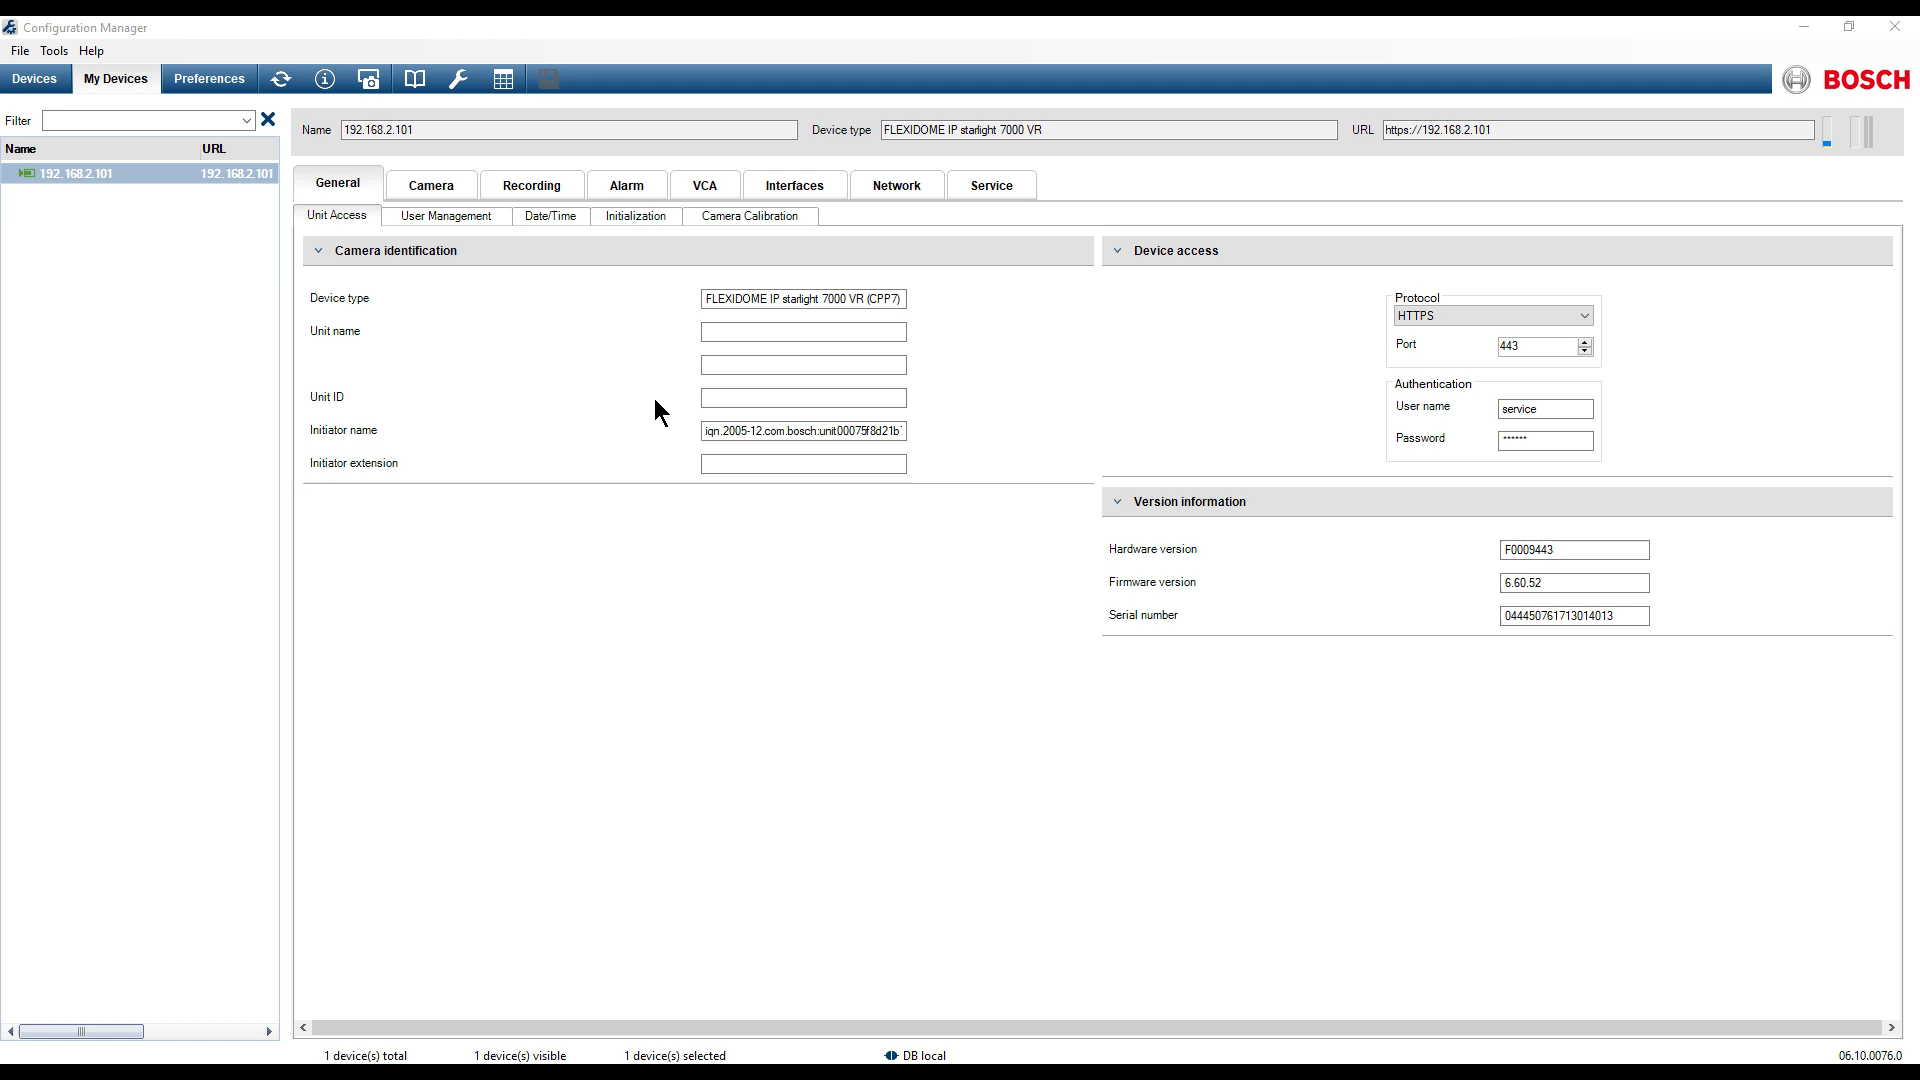 Configuration Manager
File Tools Help
Devices My Devices Preferences BOSCH
Filter
Name URL
192.168.2.101 192.168.2.101
Name 192.168.2.101 Device type FLEXIDOME IP starlight 7000 VR URL https://192.168.2.101
General Camera Recording Alarm VCA Interfaces Network Service
Unit Access User Management Date/Time Initialization Camera Calibration
Camera identification
Device type FLEXIDOME IP starlight 7000 VR (CPP7)
Unit name
Unit ID
Initiator name iqn.2005-12.com.bosch:unit00075f8d21b
Initiator extension
Device access
Protocol
HTTPS
Port 443
Authentication
User name service
Password ******
Version information
Hardware version F0009443
Firmware version 6.60.52
Serial number 044450761713014013
1 device(s) total 1 device(s) visible 1 device(s) selected DB local 06.10.0076.0